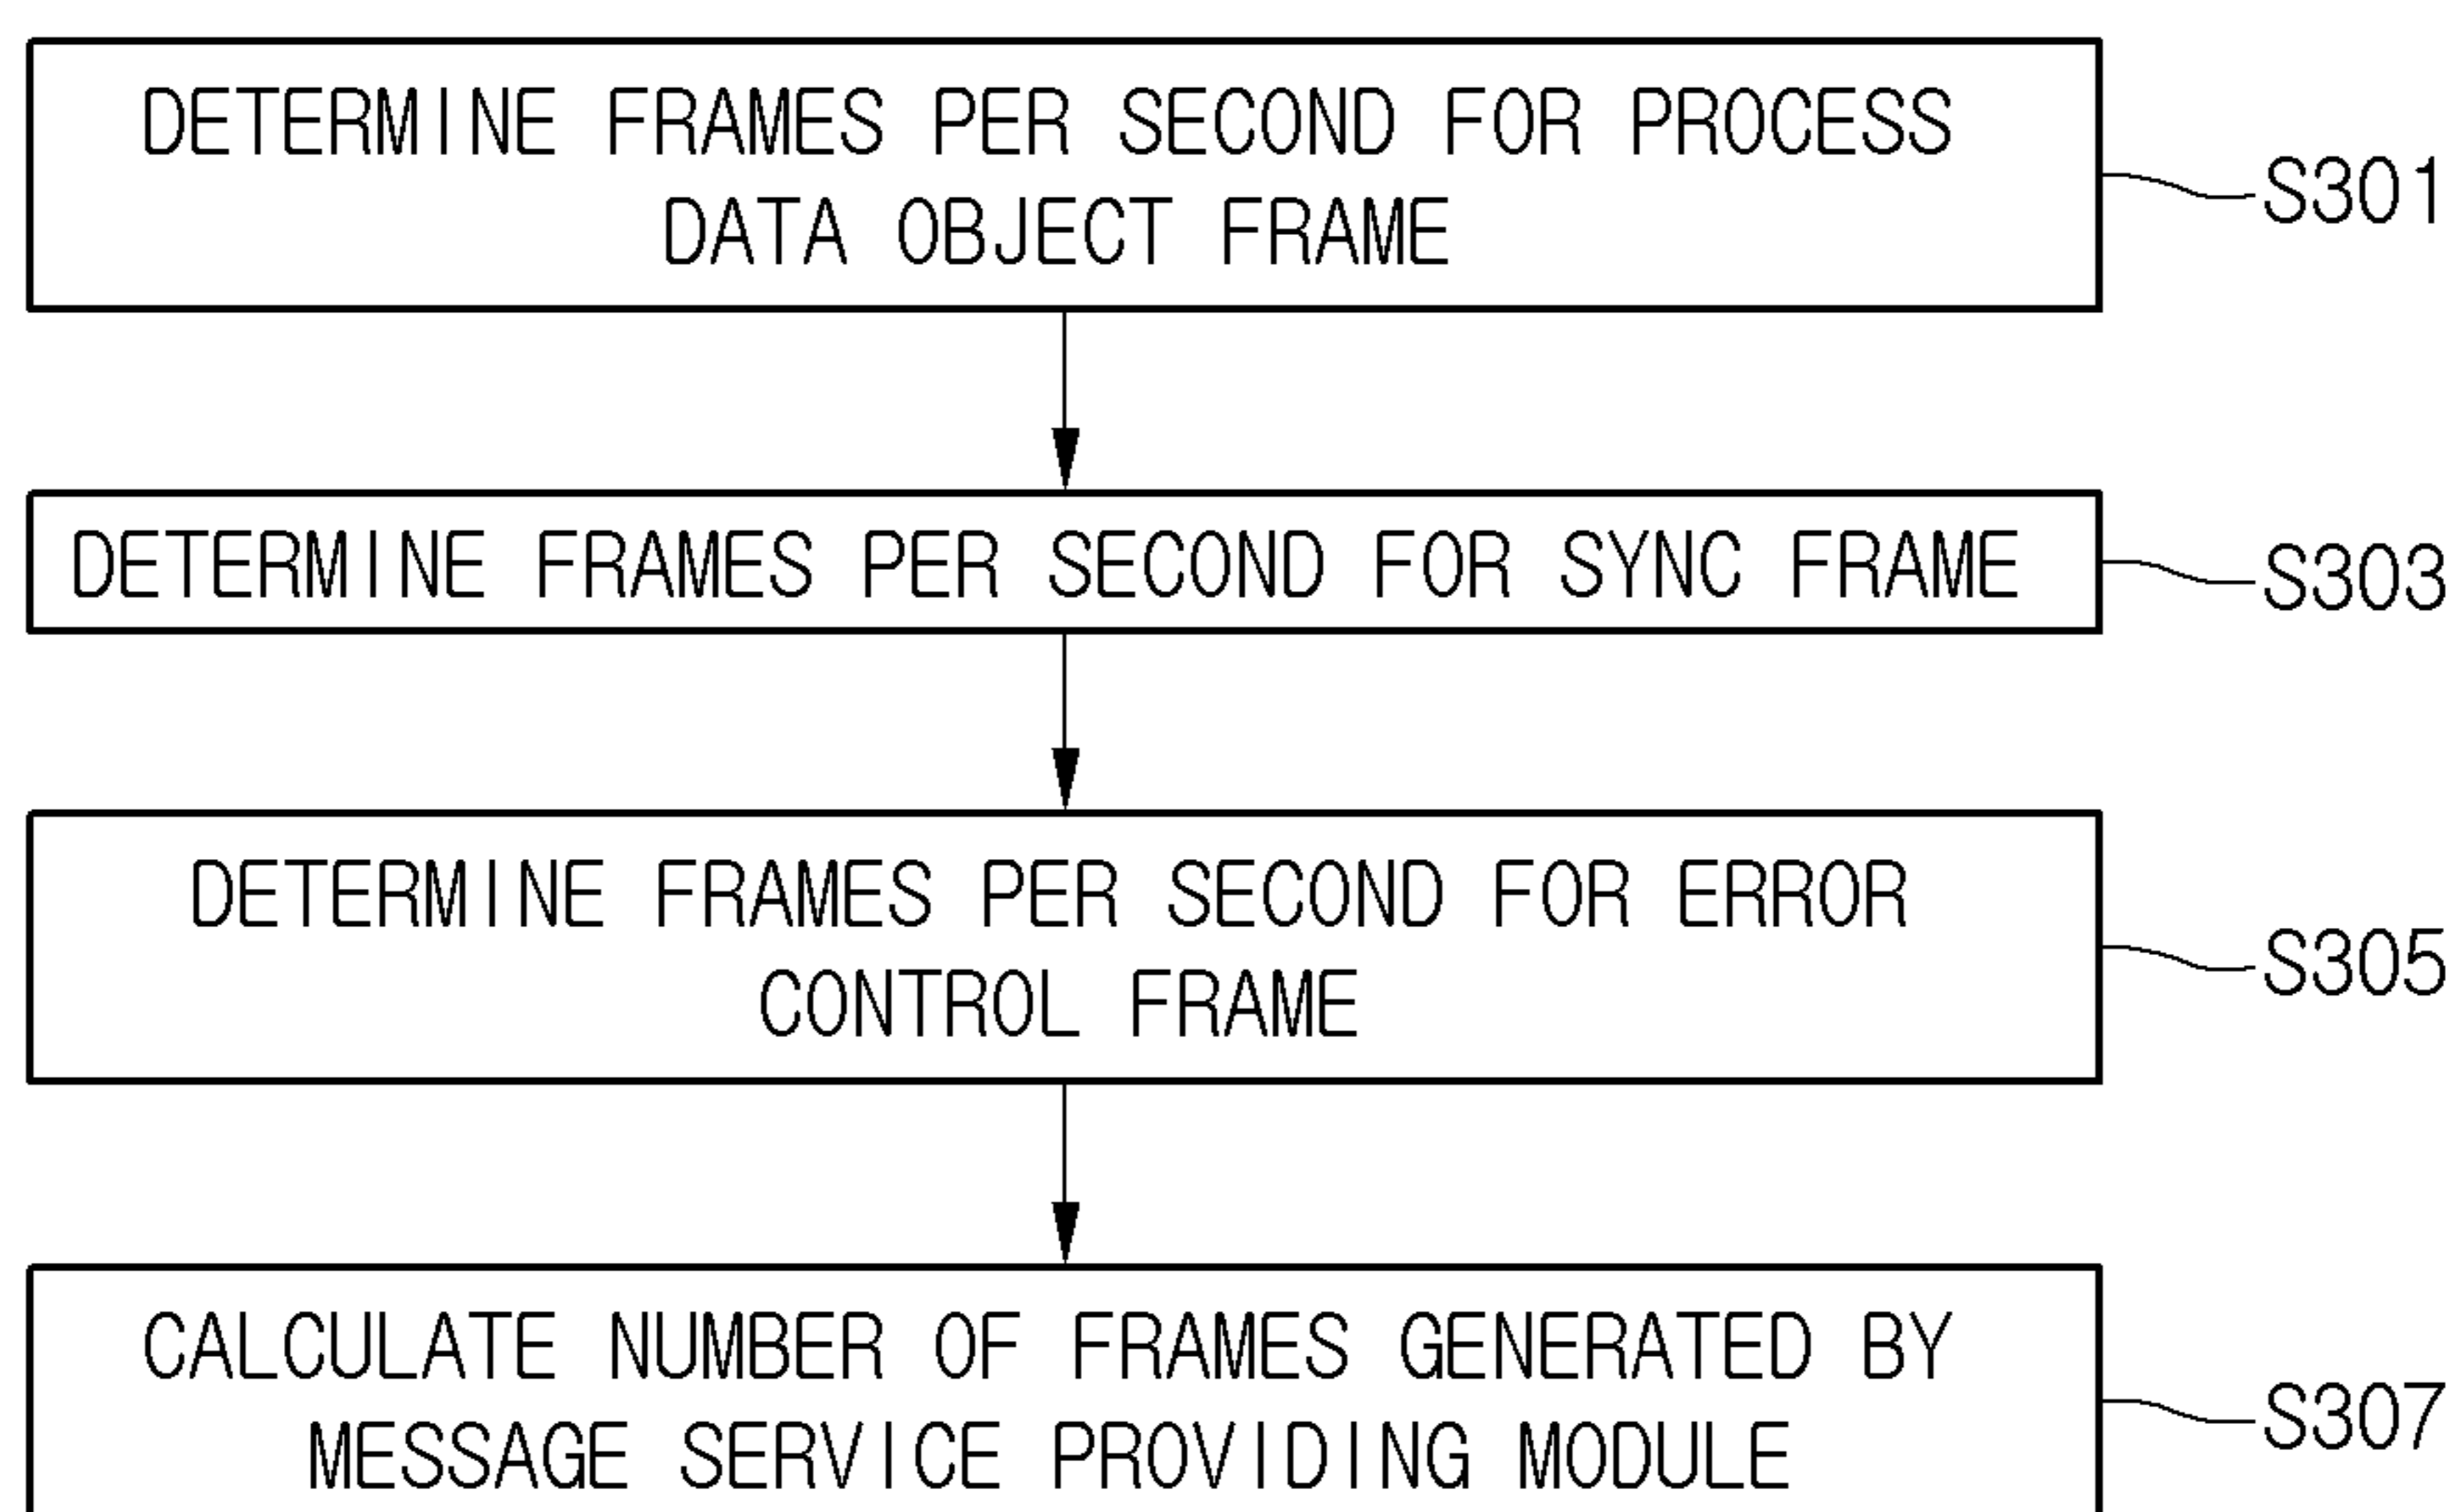 DETERMINE FRAMES PER SECOND FOR PROCESS
DATA OBJECT FRAME
S301
DETERMINE FRAMES PER SECOND FOR SYNC FRAME
S303
DETERMINE FRAMES PER SECOND FOR ERROR
CONTROL FRAME
S305
CALCULATE NUMBER OF FRAMES GENERATED BY
MESSAGE SERVICE PROVIDING MODULE
S307